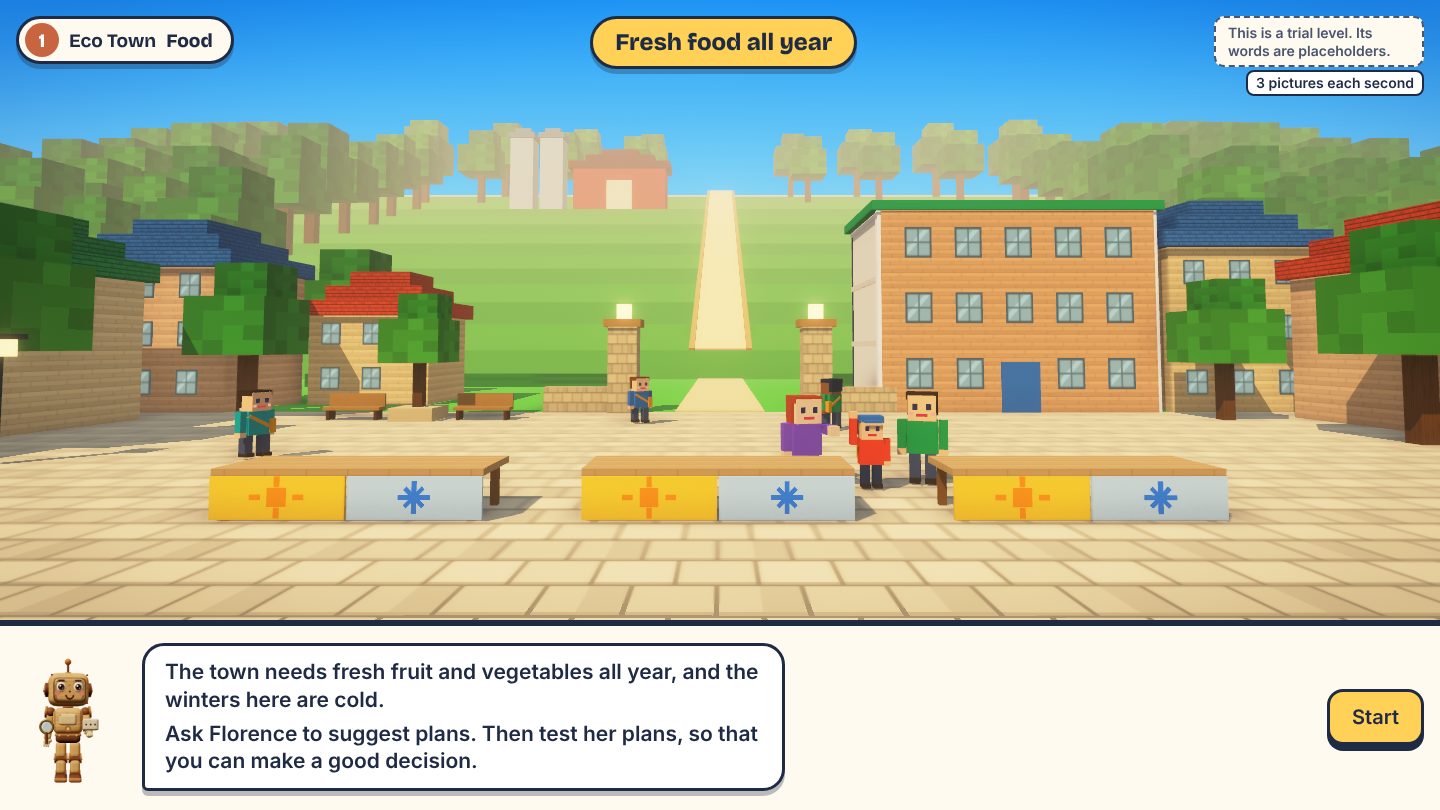 1 Eco Town Food
Fresh food all year
This is a trial level. Its
words are placeholders.
3 pictures each second
The town needs fresh fruit and vegetables all year, and the
winters here are cold.
Ask Florence to suggest plans. Then test her plans, so that
you can make a good decision.
Start